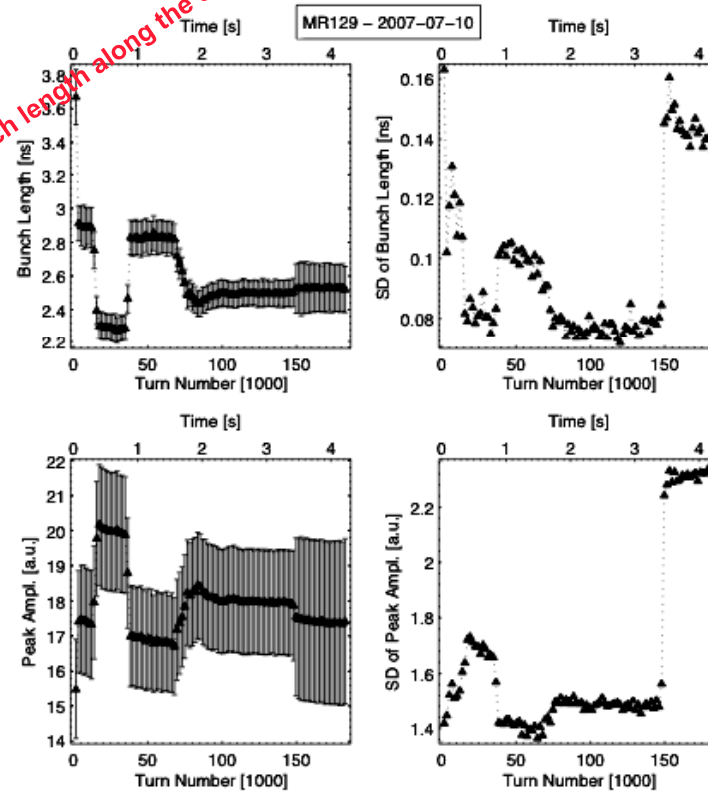 MR129 – 2007–07–10
length along the
Time [s]
0 1 2 3 4
3.8
3.6
3.4
3.2
3
2.8
2.6
2.4
2.2
Bunch Length [ns]
0 50 100 150
Turn Number [1000]
Time [s]
0 1 2 3 4
0.16
0.14
0.12
0.1
0.08
SD of Bunch Length [ns]
0 50 100 150
Turn Number [1000]
Time [s]
0 1 2 3 4
22
21
20
19
18
17
16
15
14
Peak Ampl. [a.u.]
0 50 100 150
Turn Number [1000]
Time [s]
0 1 2 3 4
2.2
2
1.8
1.6
1.4
SD of Peak Ampl. [a.u.]
0 50 100 150
Turn Number [1000]